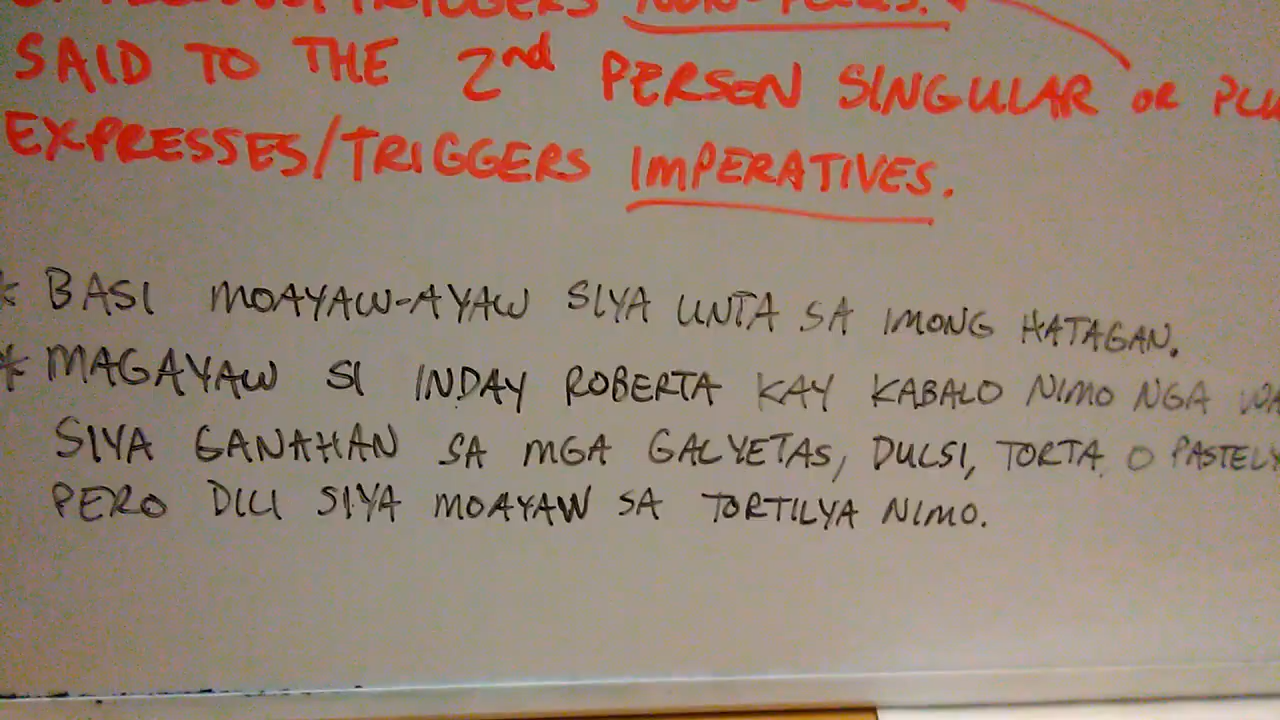 TRIGGERS NON-
SAID TO THE 2nd PERSON SINGULAR OR
EXPRESSES/TRIGGERS IMPERATIVES.
* BASI MOAYAW-AYAW SIYA UNTA SA IMONG HATAGAN.
* MAGAYAW SI INDAY ROBERTA KAY KABALO NIMO NGA
SIYA GANAHAN SA MGA GALYETAS, DULSI, TORTA O
PERO DILI SIYA MOAYAW SA TORTILYA NIMO.